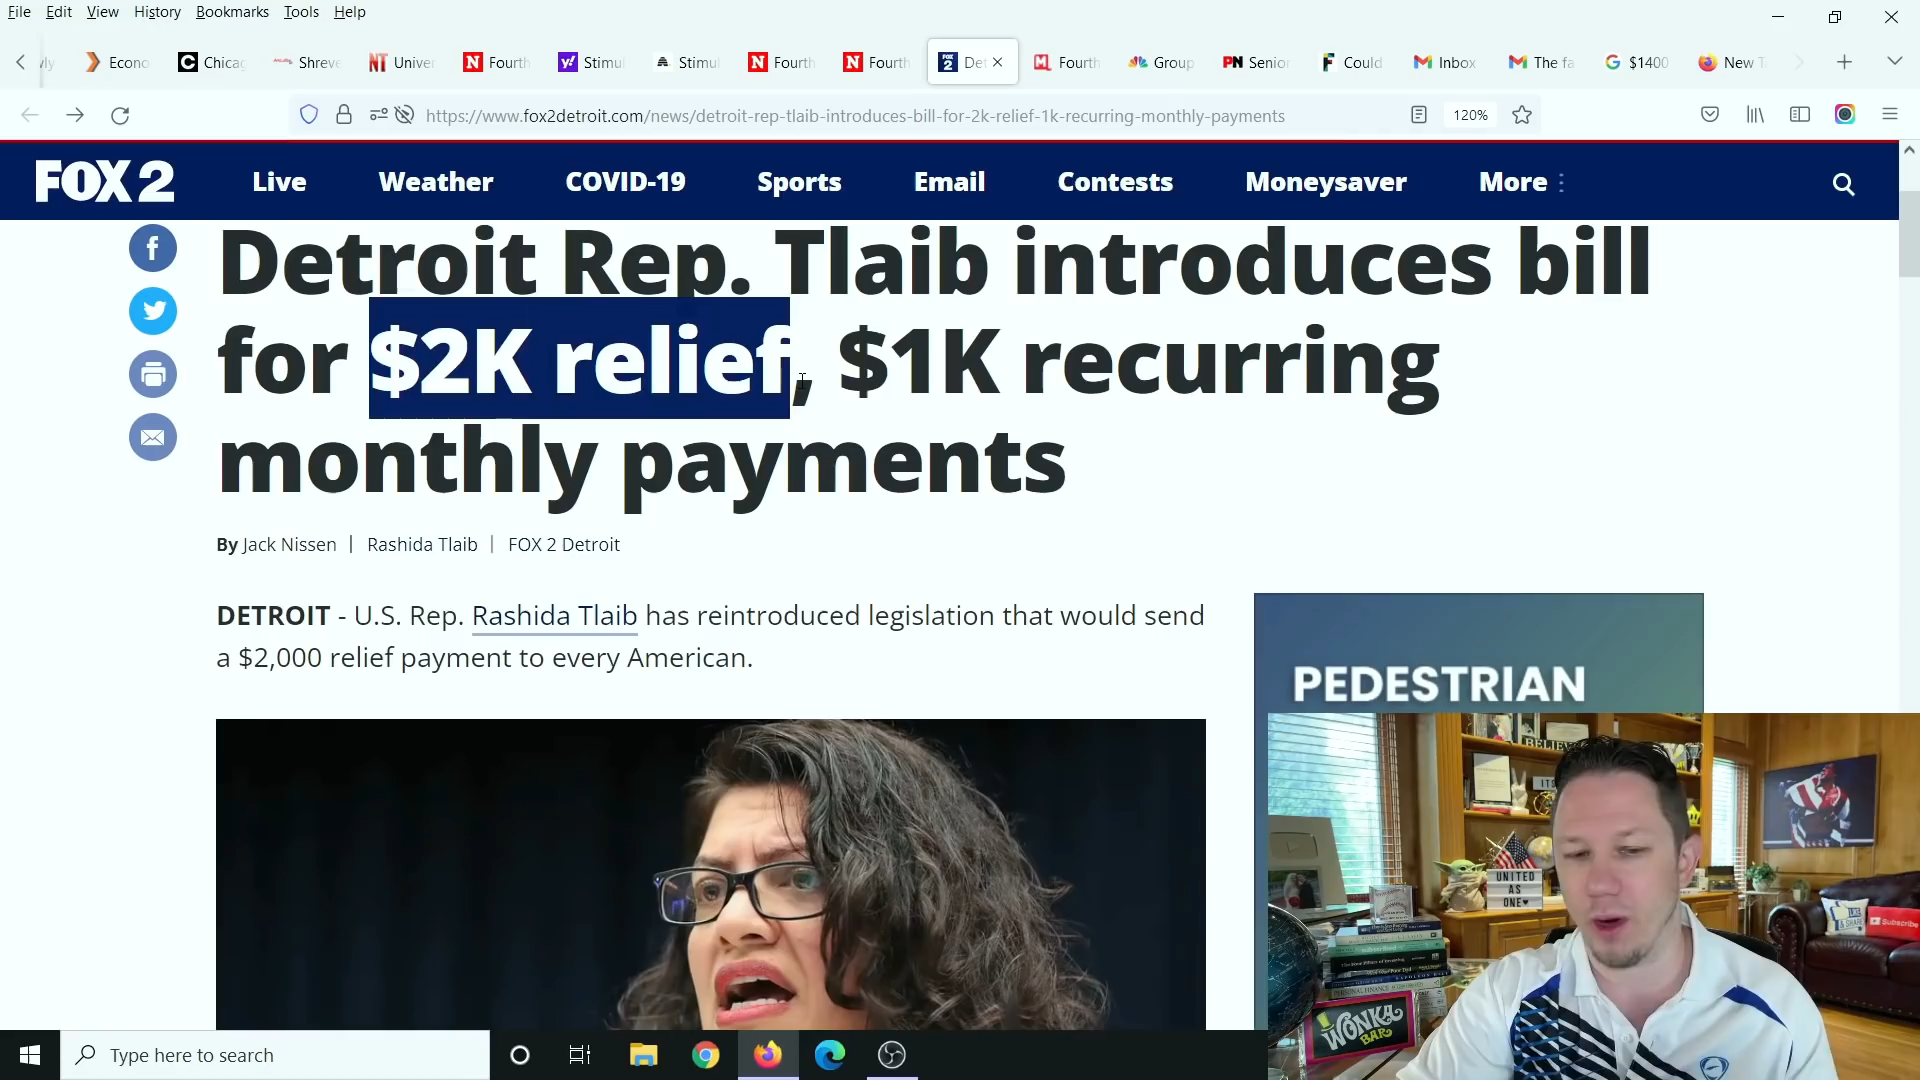 File Edit View History Bookmarks Tools Help
Econo Chicag Shreve Univer Fourth Stimul Stimul Fourth Fourth Det Fourth Group Senior Could Inbox The fa $1400 New T
https://www.fox2detroit.com/news/detroit-rep-tlaib-introduces-bill-for-2k-relief-1k-recurring-monthly-payments 120%
FOX 2 Live Weather COVID-19 Sports Email Contests Moneysaver More
Detroit Rep. Tlaib introduces bill
for $2K relief, $1K recurring
monthly payments
By Jack Nissen | Rashida Tlaib | FOX 2 Detroit
DETROIT - U.S. Rep. Rashida Tlaib has reintroduced legislation that would send
a $2,000 relief payment to every American.
PEDESTRIAN
BELIEVE
UNITED
AS
ONE
Subscribe
WONKA
BAR
Type here to search